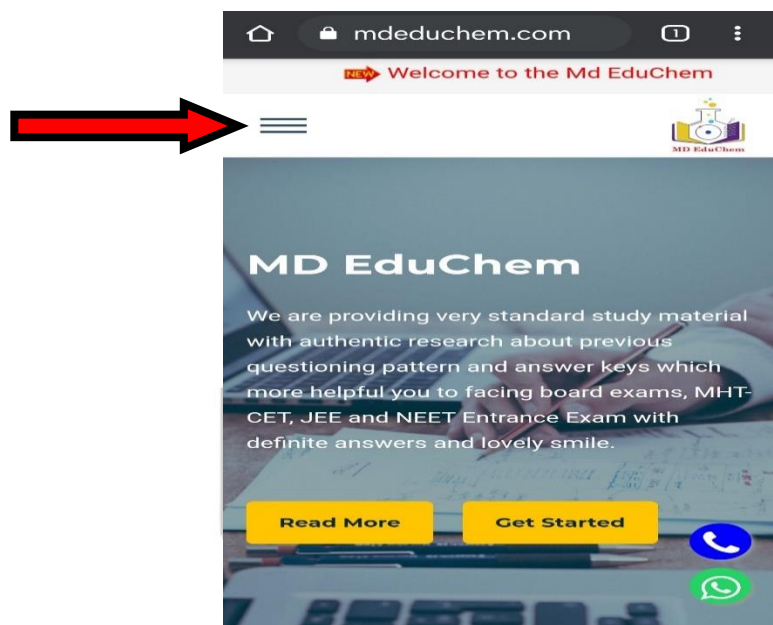 mdeduchem.com
1
NEW Welcome to the Md EduChem
MD EduChem
MD EduChem
We are providing very standard study material
with authentic research about previous
questioning pattern and answer keys which
more helpful you to facing board exams, MHT-
CET, JEE and NEET Entrance Exam with
definite answers and lovely smile.
Read More
Get Started